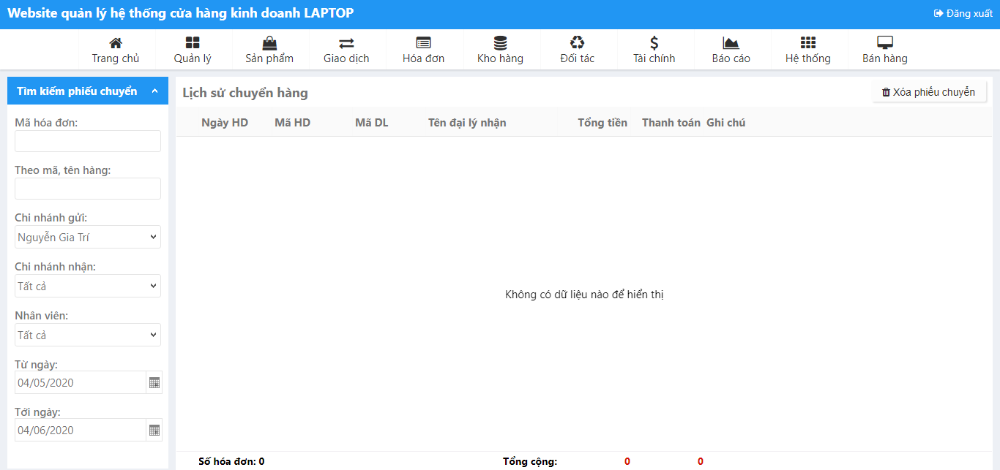 Website quản lý hệ thống cửa hàng kinh doanh LAPTOP
Đăng xuất
Trang chủ
Quản lý
Sản phẩm
Giao dịch
Hóa đơn
Kho hàng
Đối tác
Tài chính
Báo cáo
Hệ thống
Bán hàng
Tìm kiếm phiếu chuyển
Mã hóa đơn:
Theo mã, tên hàng:
Chi nhánh gửi:
Nguyễn Gia Trí
Chi nhánh nhận:
Tất cả
Nhân viên:
Tất cả
Từ ngày:
04/05/2020
Tới ngày:
04/06/2020
Lịch sử chuyển hàng
Xóa phiếu chuyển
Ngày HD Mã HD Mã DL Tên đại lý nhận Tổng tiền Thanh toán Ghi chú
Không có dữ liệu nào để hiển thị
Số hóa đơn: 0 Tổng cộng: 0 0